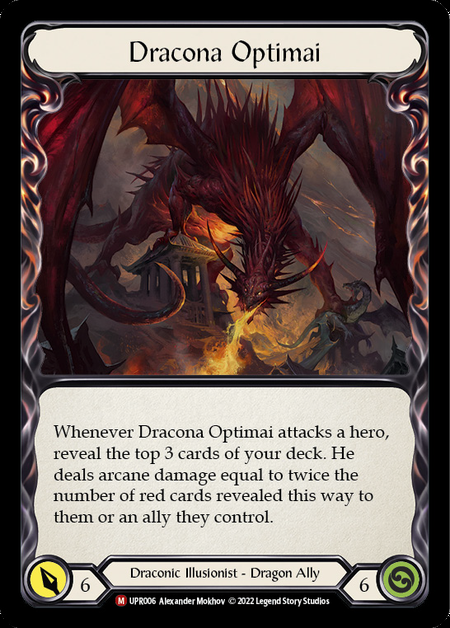 Dracona Optimai
Whenever Dracona Optimai attacks a hero,
reveal the top 3 cards of your deck. He
deals arcane damage equal to twice the
number of red cards revealed this way to
them or an ally they control.
6
Draconic Illusionist - Dragon Ally
6
M UPR006 Alexander Mokhov © 2022 Legend Story Studios